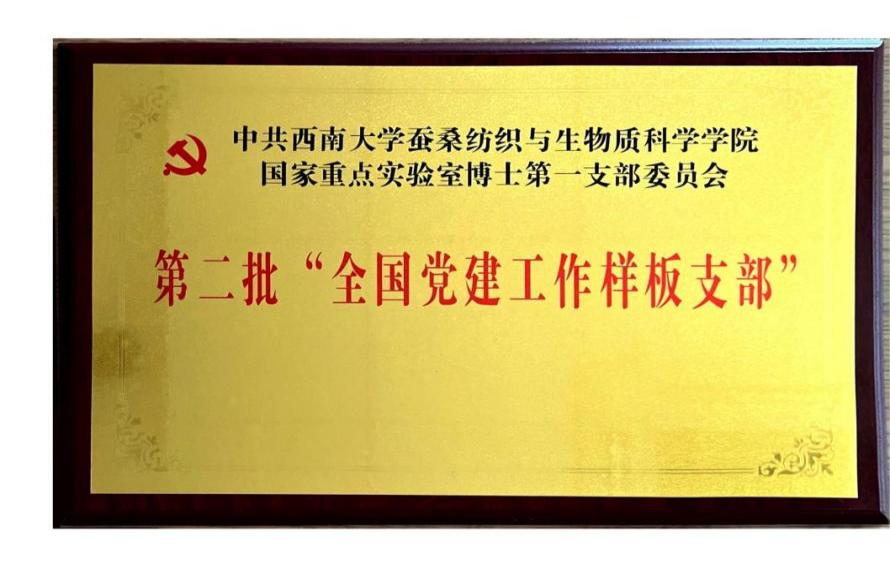 中共西南大学蚕桑纺织与生物质科学学院
国家重点实验室博士第一支部委员会
第二批“全国党建工作样板支部”